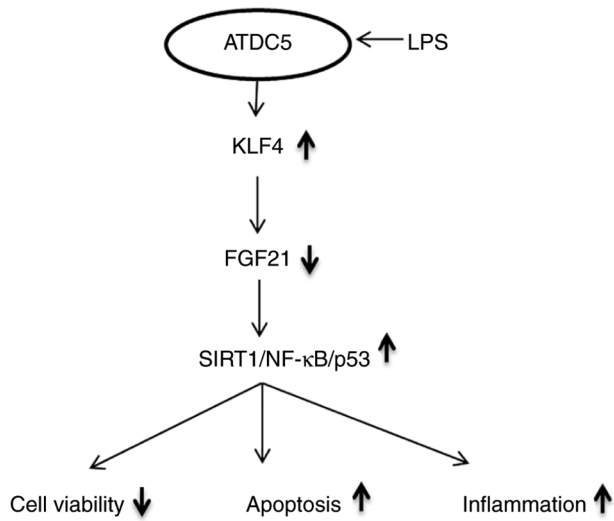 ATDC5
LPS
KLF4
FGF21
SIRT1/NF-κB/p53
Cell viability
Apoptosis
Inflammation